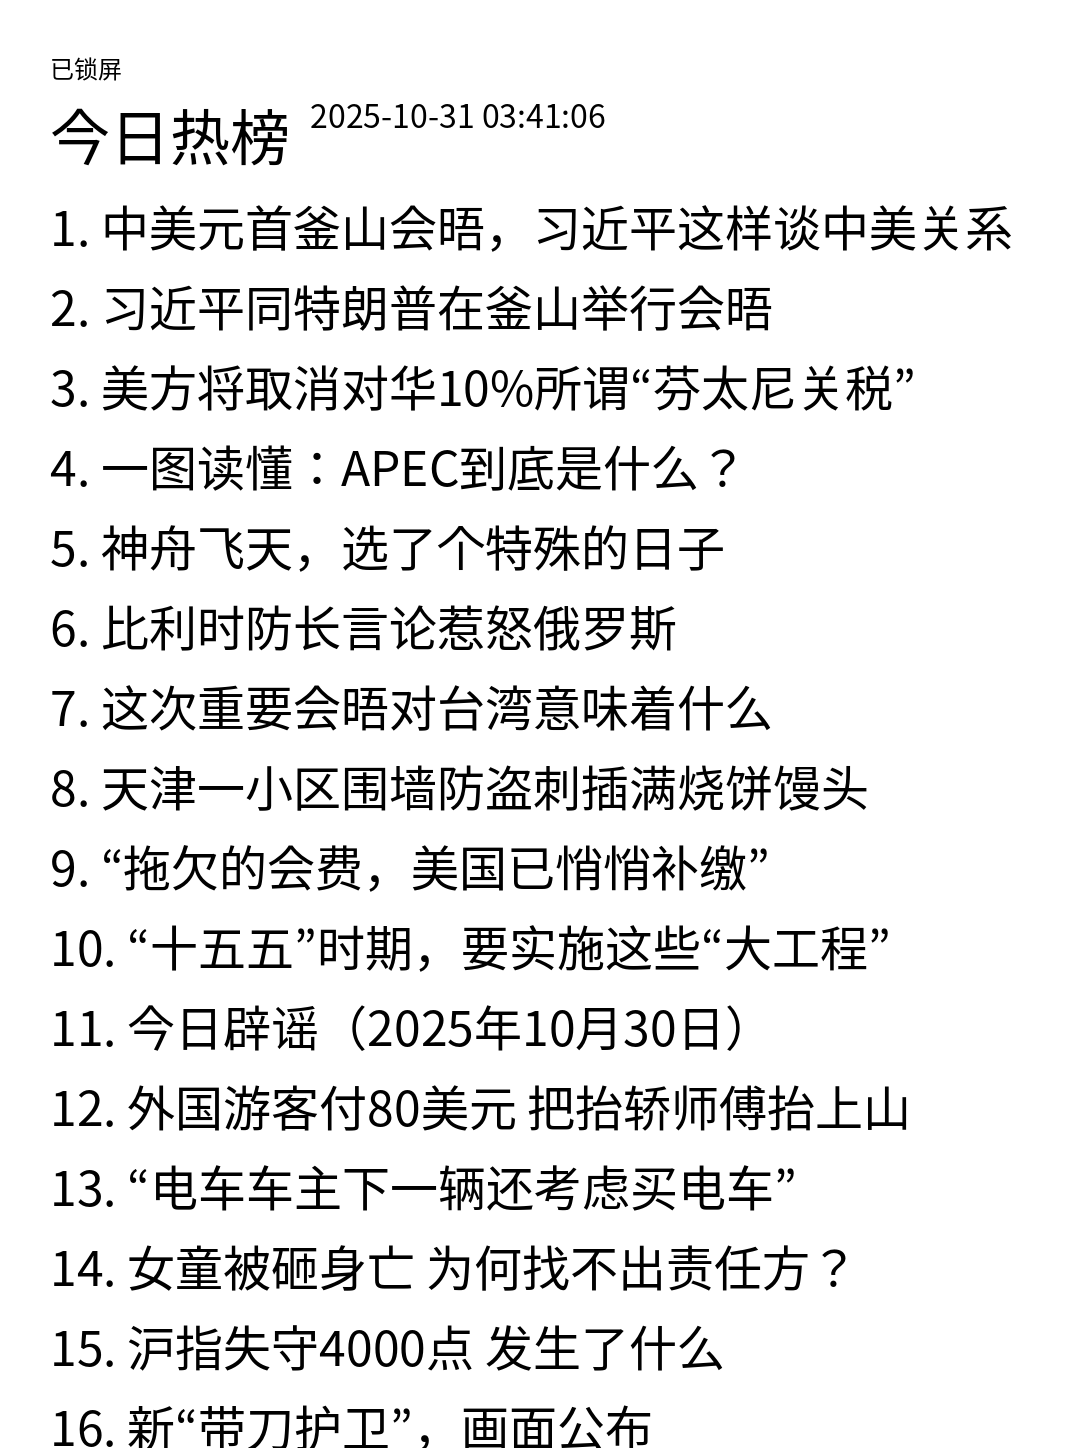 已锁屏
今日热榜 2025-10-31 03:41:06
1. 中美元首釜山会晤，习近平这样谈中美关系
2. 习近平同特朗普在釜山举行会晤
3. 美方将取消对华10%所谓“芬太尼关税”
4. 一图读懂：APEC到底是什么？
5. 神舟飞天，选了个特殊的日子
6. 比利时防长言论惹怒俄罗斯
7. 这次重要会晤对台湾意味着什么
8. 天津一小区围墙防盗刺插满烧饼馒头
9. “拖欠的会费，美国已悄悄补缴”
10. “十五五”时期，要实施这些“大工程”
11. 今日辟谣（2025年10月30日）
12. 外国游客付80美元 把抬轿师傅抬上山
13. “电车车主下一辆还考虑买电车”
14. 女童被砸身亡 为何找不出责任方？
15. 沪指失守4000点 发生了什么
16. 新“带刀护卫”，画面公布